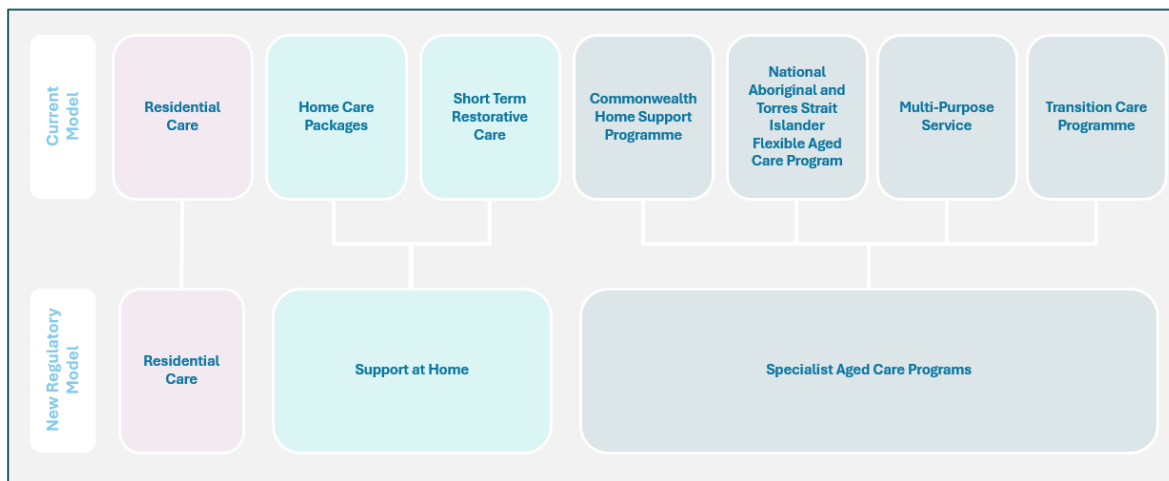 Current
Model
Residential
Care
Home Care
Packages
Short Term
Restorative
Care
Commonwealth
Home Support
Programme
National
Aboriginal and
Torres Strait
Islander
Flexible Aged
Care Program
Multi-Purpose
Service
Transition Care
Programme
New Regulatory
Model
Residential
Care
Support at Home
Specialist Aged Care Programs